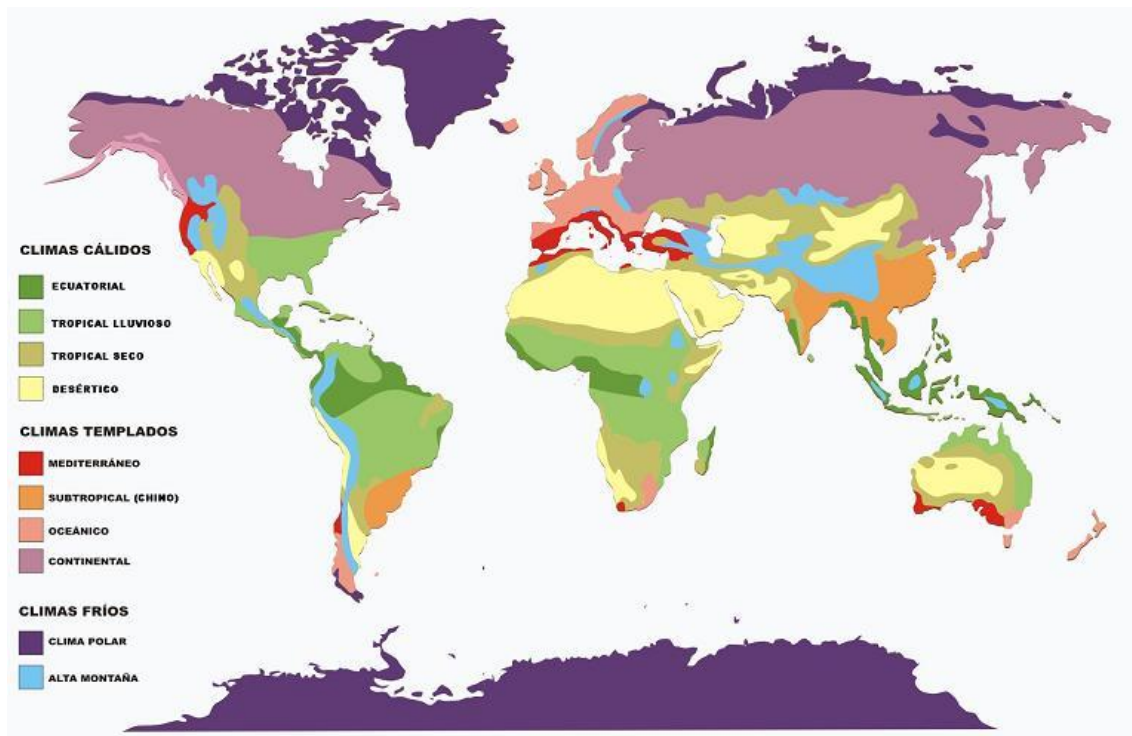 CLIMAS CÁLIDOS
ECUATORIAL
TROPICAL LLUVIOSO
TROPICAL SECO
DESÉRTICO
CLIMAS TEMPLADOS
MEDITERRÁNEO
SUBTROPICAL (CHINO)
OCEÁNICO
CONTINENTAL
CLIMAS FRÍOS
CLIMA POLAR
ALTA MONTAÑA